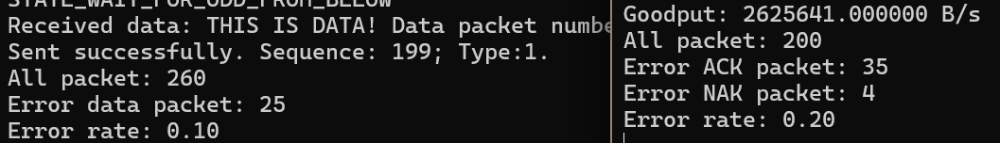 STATE_WAIT_FOR_ODD_FROM_BELOW
Received data: THIS IS DATA! Data packet numbe
Sent successfully. Sequence: 199; Type:1.
All packet: 260
Error data packet: 25
Error rate: 0.10
Goodput: 2625641.000000 B/s
All packet: 200
Error ACK packet: 35
Error NAK packet: 4
Error rate: 0.20